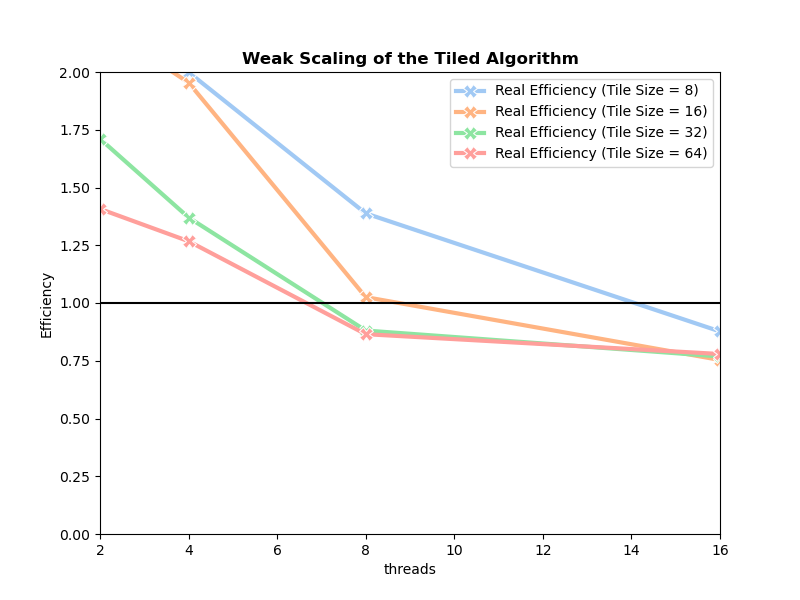 Weak Scaling of the Tiled Algorithm
Real Efficiency (Tile Size = 8)
Real Efficiency (Tile Size = 16)
Real Efficiency (Tile Size = 32)
Real Efficiency (Tile Size = 64)
Efficiency
2.00
1.75
1.50
1.25
1.00
0.75
0.50
0.25
0.00
2 4 6 8 10 12 14 16
threads